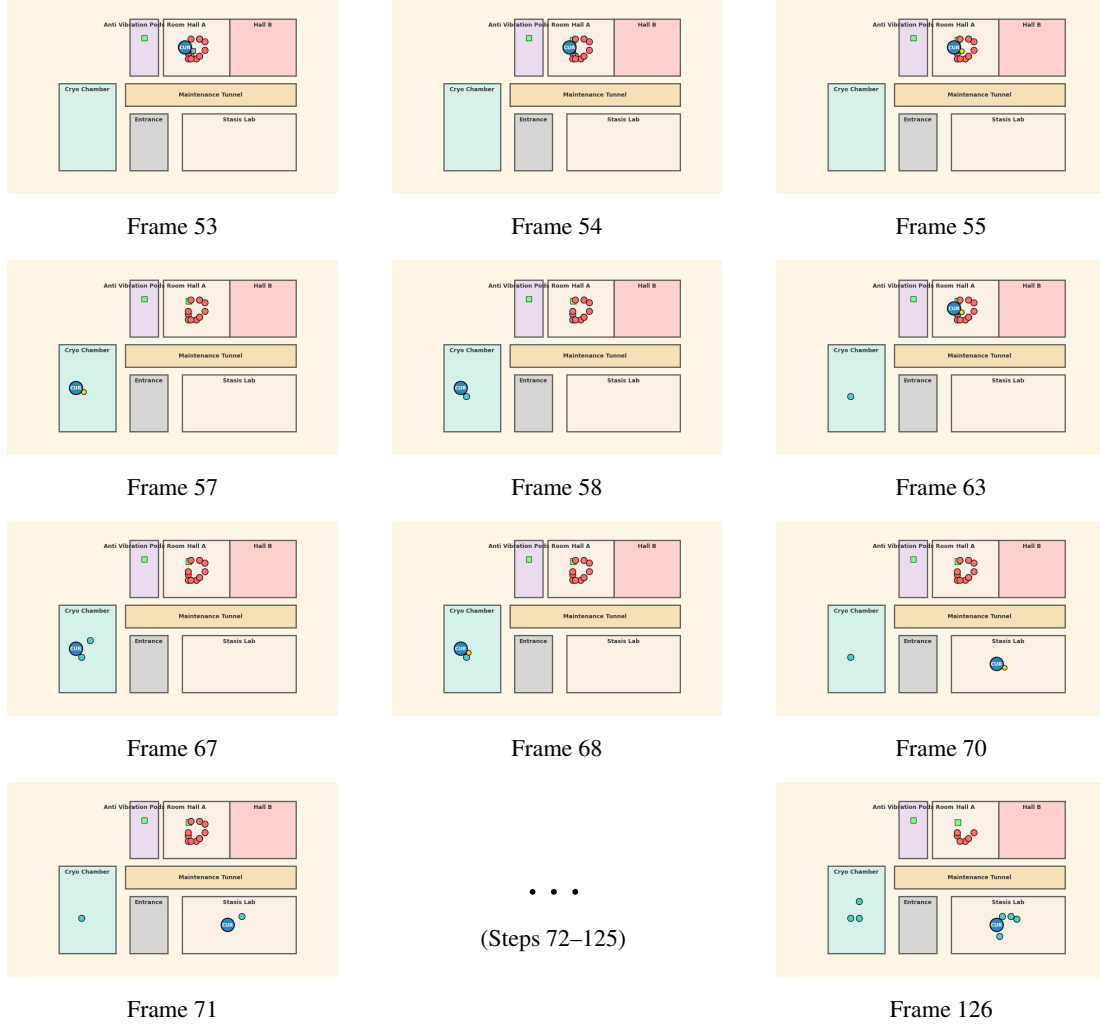 Anti Vibration Pods Room Hall A Hall B
CUR
Cryo Chamber
Maintenance Tunnel
Entrance
Stasis Lab
Frame 53
Anti Vibration Pods Room Hall A Hall B
CUR
Cryo Chamber
Maintenance Tunnel
Entrance
Stasis Lab
Frame 54
Anti Vibration Pods Room Hall A Hall B
CUR
Cryo Chamber
Maintenance Tunnel
Entrance
Stasis Lab
Frame 55
Anti Vibration Pods Room Hall A Hall B
Cryo Chamber
Maintenance Tunnel
Entrance
Stasis Lab
CUR
Frame 57
Anti Vibration Pods Room Hall A Hall B
Cryo Chamber
Maintenance Tunnel
Entrance
Stasis Lab
CUR
Frame 58
Anti Vibration Pods Room Hall A Hall B
CUR
Cryo Chamber
Maintenance Tunnel
Entrance
Stasis Lab
Frame 63
Anti Vibration Pods Room Hall A Hall B
Cryo Chamber
Maintenance Tunnel
Entrance
Stasis Lab
CUR
Frame 67
Anti Vibration Pods Room Hall A Hall B
Cryo Chamber
Maintenance Tunnel
Entrance
Stasis Lab
CUR
Frame 68
Anti Vibration Pods Room Hall A Hall B
Cryo Chamber
Maintenance Tunnel
Entrance
Stasis Lab
CUR
Frame 70
Anti Vibration Pods Room Hall A Hall B
Cryo Chamber
Maintenance Tunnel
Entrance
Stasis Lab
CUR
Frame 71
. . .
(Steps 72–125)
Anti Vibration Pods Room Hall A Hall B
Cryo Chamber
Maintenance Tunnel
Entrance
Stasis Lab
CUR
Frame 126